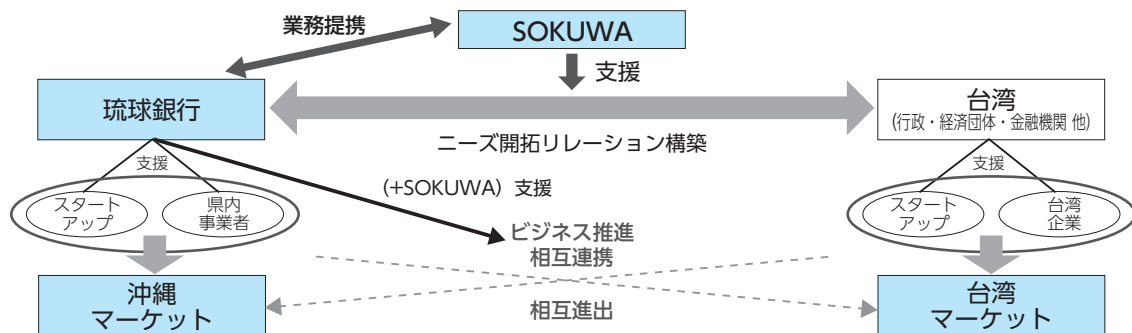 業務提携
SOKUWA
支援
琉球銀行
台湾
(行政・経済団体・金融機関 他)
ニーズ開拓リレーション構築
支援
(+SOKUWA) 支援
支援
スタート
アップ
県内
事業者
スタート
アップ
台湾
企業
ビジネス推進
相互連携
沖縄
マーケット
相互進出
台湾
マーケット